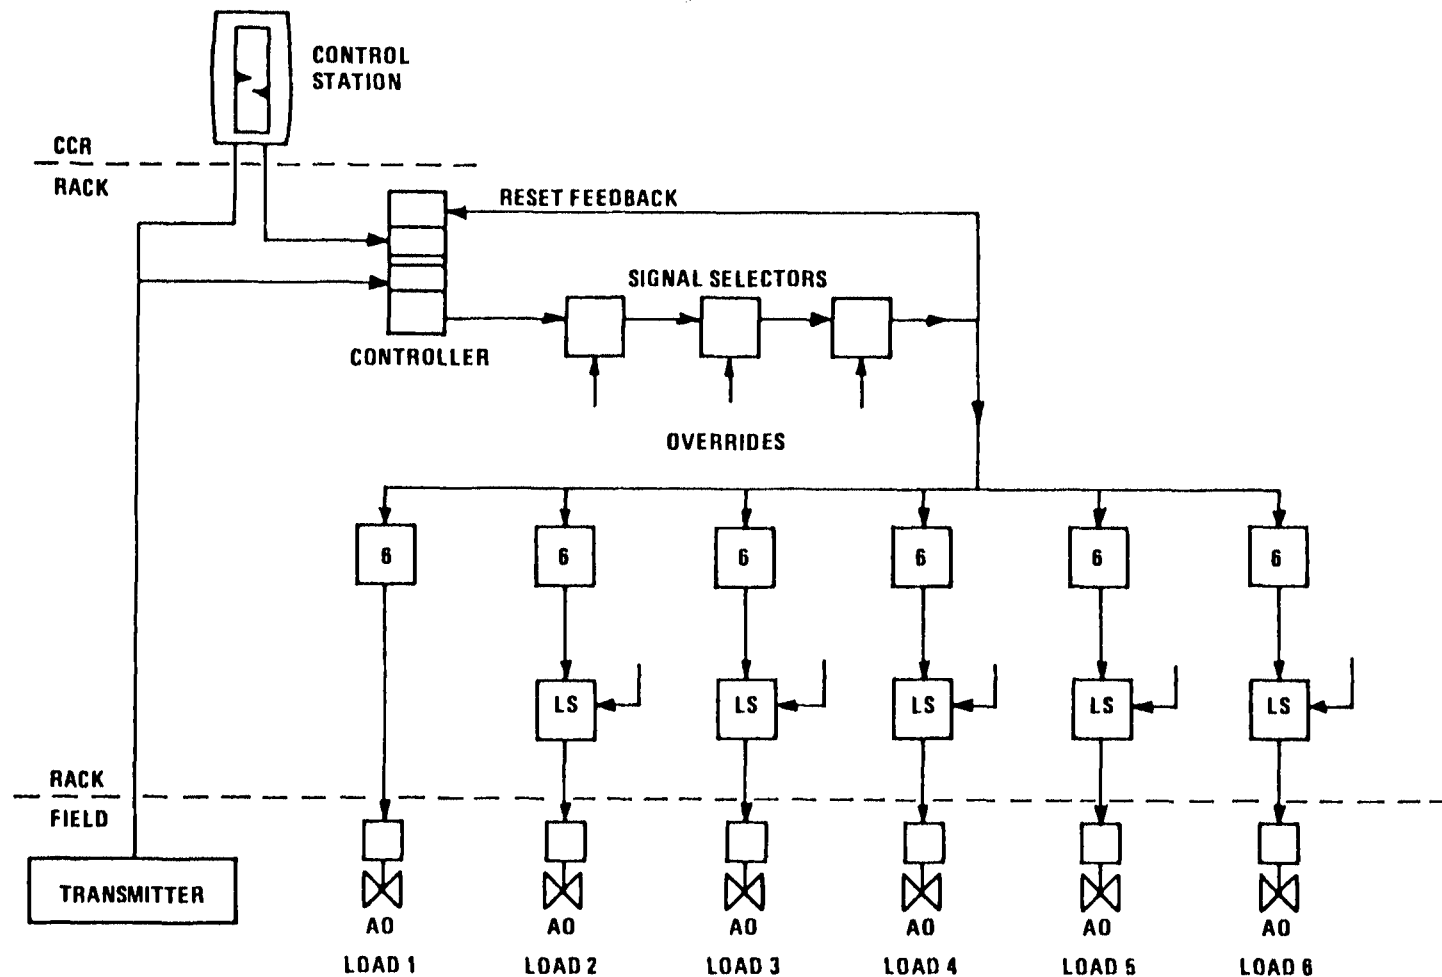 CONTROL
STATION
CCR
RACK
RESET FEEDBACK
SIGNAL SELECTORS
CONTROLLER
OVERRIDES
6 6 6 6 6 6
LS LS LS LS LS
RACK
FIELD
TRANSMITTER
AO AO AO AO AO AO
LOAD 1 LOAD 2 LOAD 3 LOAD 4 LOAD 5 LOAD 6